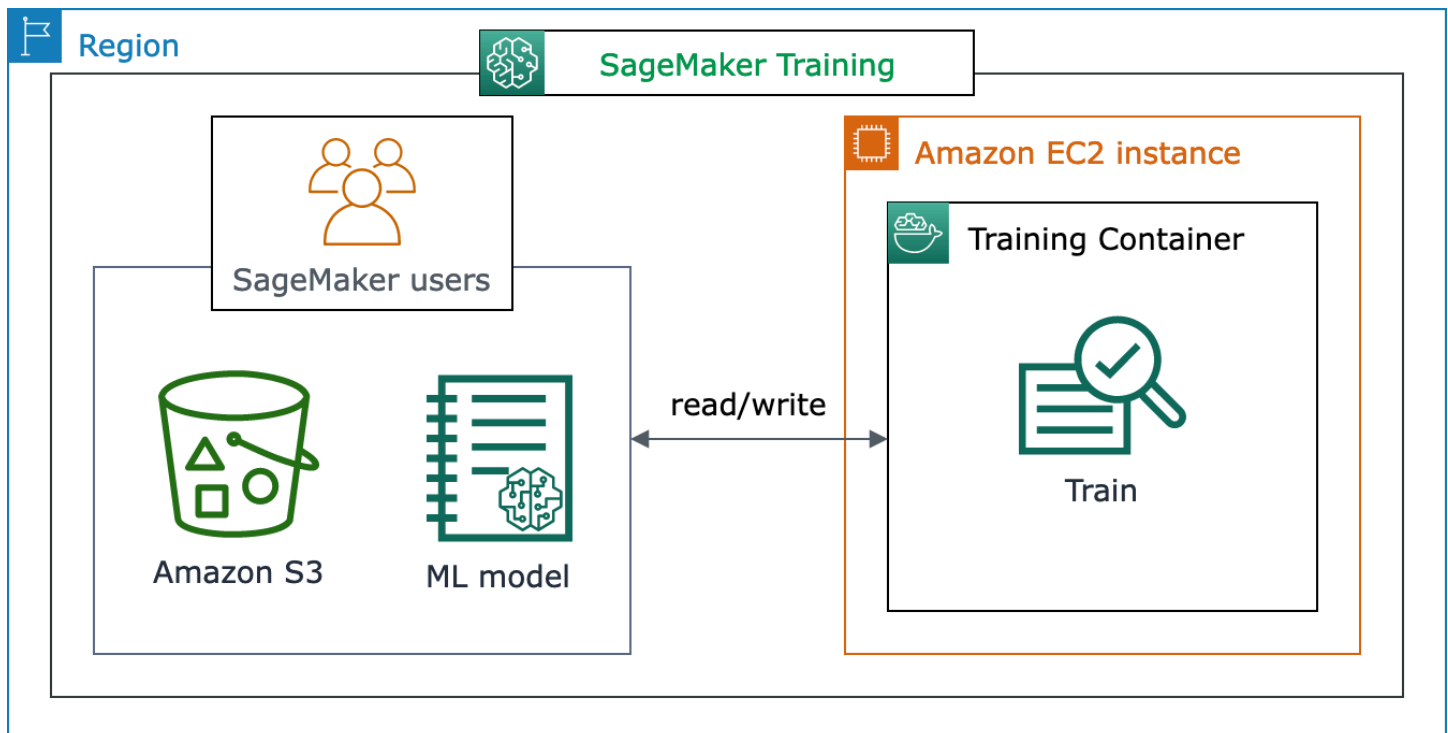 Region
SageMaker Training
SageMaker users
Amazon S3
ML model
read/write
Amazon EC2 instance
Training Container
Train